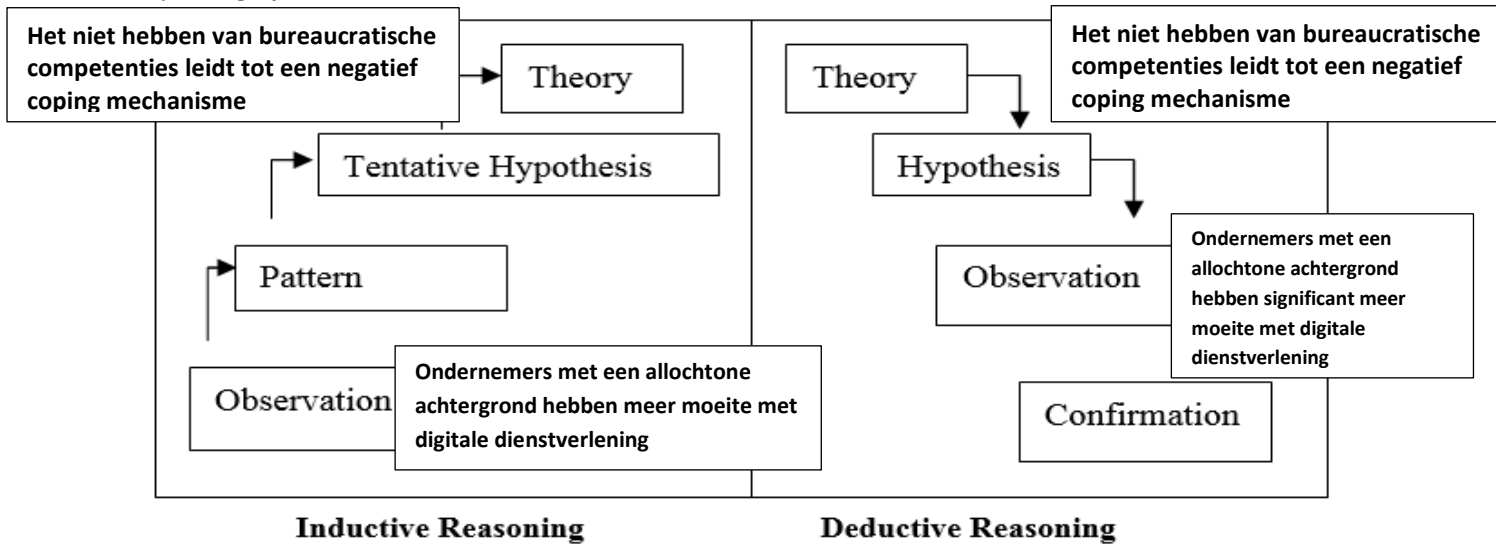 Het niet hebben van bureaucratische
competenties leidt tot een negatief
coping mechanisme
Theory
Tentative Hypothesis
Pattern
Observation
Ondernemers met een allochtone
achtergrond hebben meer moeite met
digitale dienstverlening
Inductive Reasoning
Theory
Het niet hebben van bureaucratische
competenties leidt tot een negatief
coping mechanisme
Hypothesis
Observation
Ondernemers met een
allochtone achtergrond
hebben significant meer
moeite met digitale
dienstverlening
Confirmation
Deductive Reasoning